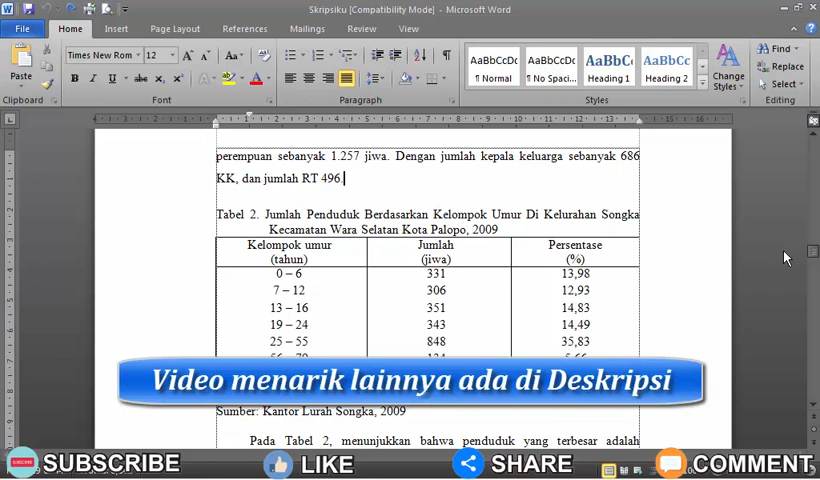 Skripsiku [Compatibility Mode] - Microsoft Word
File Home Insert Page Layout References Mailings Review View
Times New Rom 12 Aa
Paste
B I U abc X₂ X² A aby A
AaBbCcDc AaBbCcDc AaBbCc AaBbCc
¶ Normal ¶ No Spaci... Heading 1 Heading 2
Change
Styles
Find
Replace
Select
Clipboard Font Paragraph Styles Editing
perempuan sebanyak 1.257 jiwa. Dengan jumlah kepala keluarga sebanyak 686
KK, dan jumlah RT 496.
Tabel 2. Jumlah Penduduk Berdasarkan Kelompok Umur Di Kelurahan Songka
Kecamatan Wara Selatan Kota Palopo, 2009
Kelompok umur Jumlah Persentase
(tahun) (jiwa) (%)
0 – 6 331 13,98
7 – 12 306 12,93
13 – 16 351 14,83
19 – 24 343 14,49
25 – 55 848 35,83
Video menarik lainnya ada di Deskripsi
Sumber: Kantor Lurah Songka, 2009
Pada Tabel 2, menunjukkan bahwa penduduk yang terbesar adalah
SUBSCRIBE LIKE SHARE COMMENT